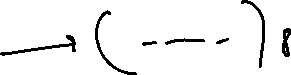 → (----) 8